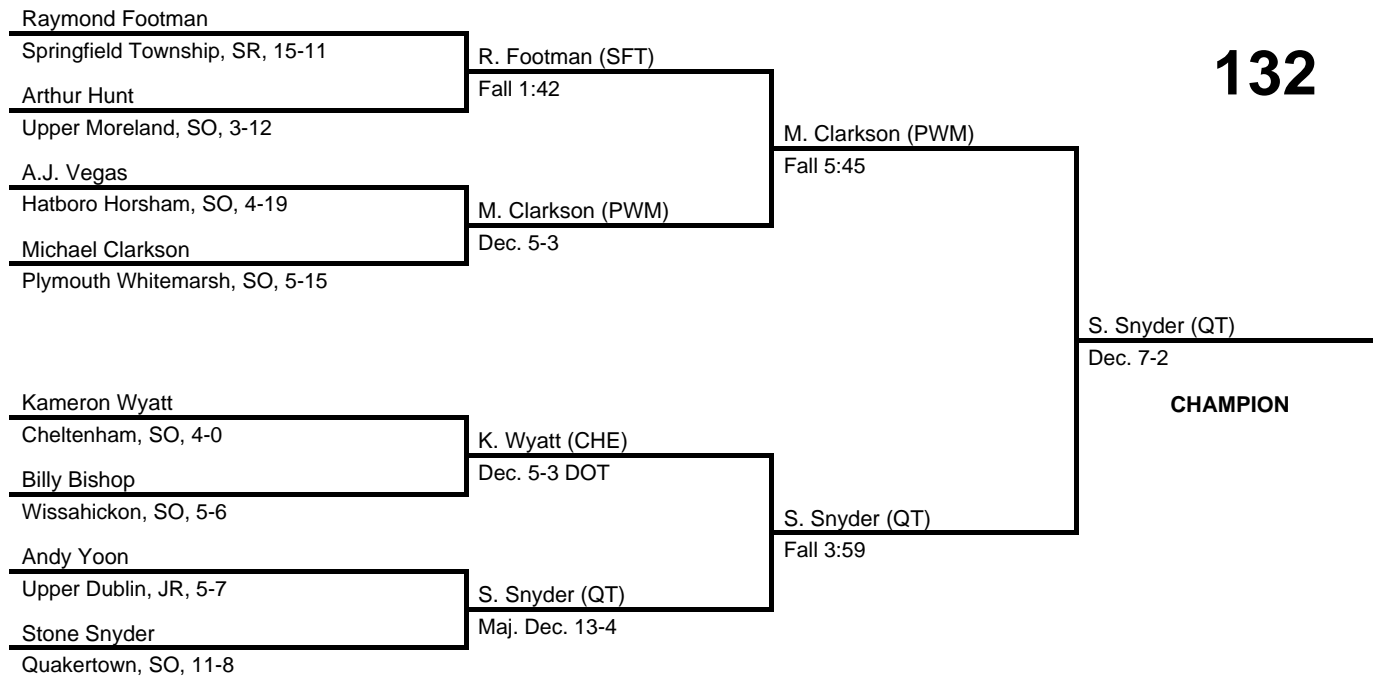 Raymond Footman
Springfield Township, SR, 15-11
Arthur Hunt
Upper Moreland, SO, 3-12
A.J. Vegas
Hatboro Horsham, SO, 4-19
Michael Clarkson
Plymouth Whitemarsh, SO, 5-15
Kameron Wyatt
Cheltenham, SO, 4-0
Billy Bishop
Wissahickon, SO, 5-6
Andy Yoon
Upper Dublin, JR, 5-7
Stone Snyder
Quakertown, SO, 11-8
R. Footman (SFT)
Fall 1:42
M. Clarkson (PWM)
Dec. 5-3
K. Wyatt (CHE)
Dec. 5-3 DOT
S. Snyder (QT)
Maj. Dec. 13-4
M. Clarkson (PWM)
Fall 5:45
S. Snyder (QT)
Fall 3:59
132
S. Snyder (QT)
Dec. 7-2
CHAMPION